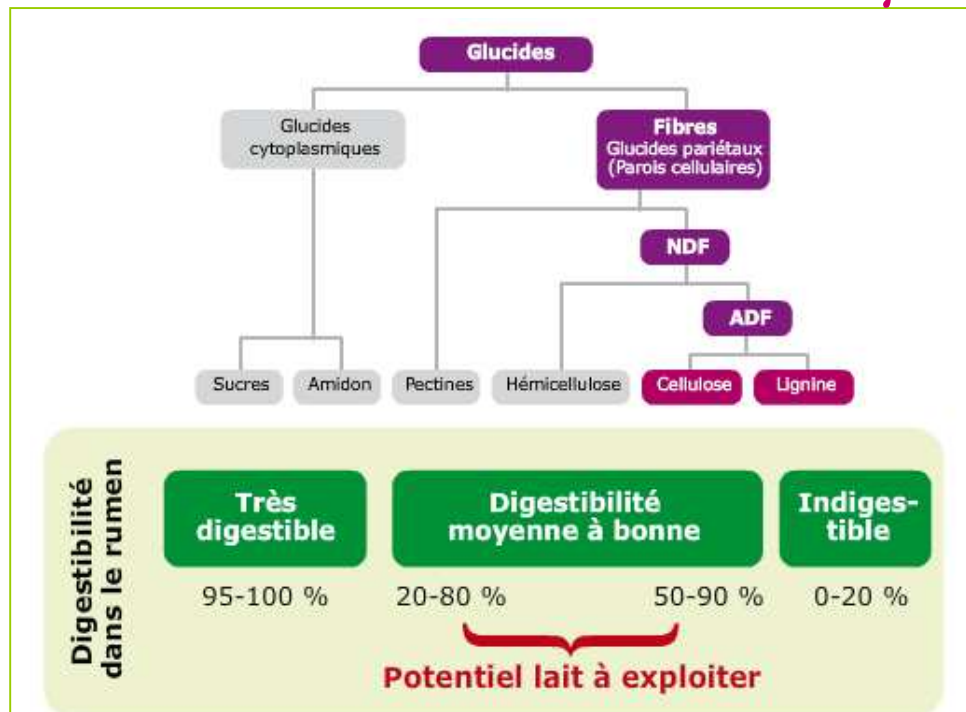 Glucides
Glucides
cytoplasmiques
Fibres
Glucides pariétaux
(Parois cellulaires)
NDF
ADF
Sucres
Amidon
Pectines
Hémicellulose
Cellulose
Lignine
Digestibilité
dans le rumen
Très
digestible
Digestibilité
moyenne à bonne
Indiges-
tible
95-100 %
20-80 %
50-90 %
0-20 %
Potentiel lait à exploiter